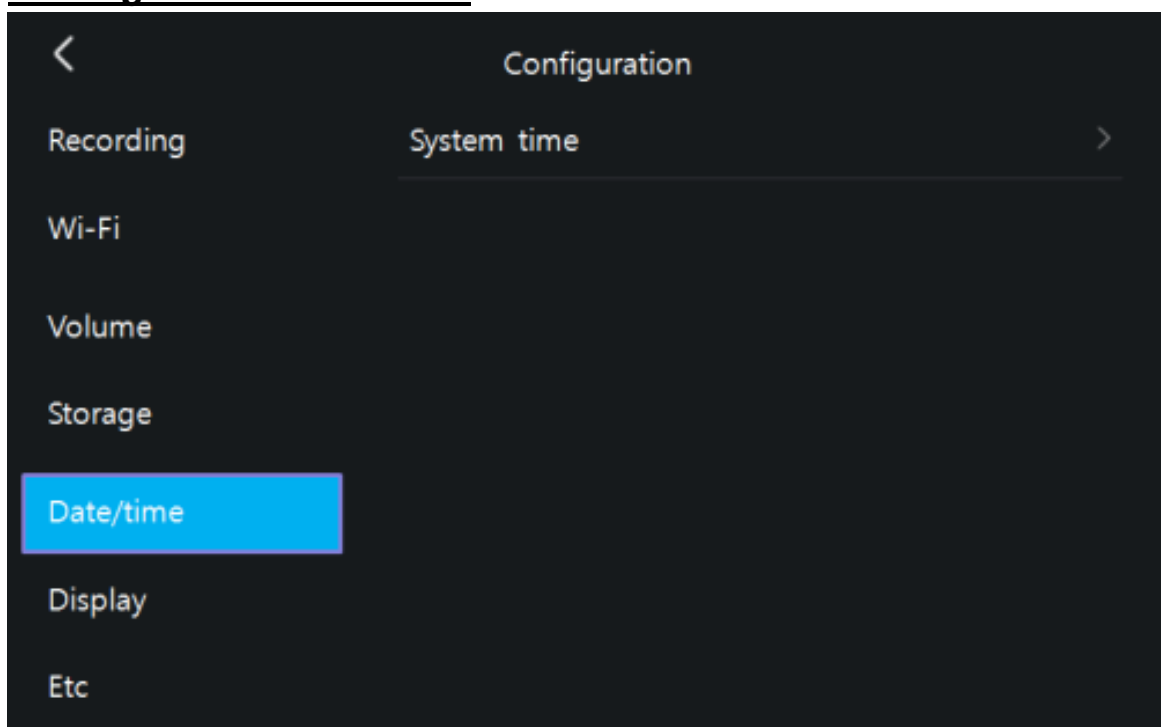 Configuration
Recording
System time
Wi-Fi
Volume
Storage
Date/time
Display
Etc